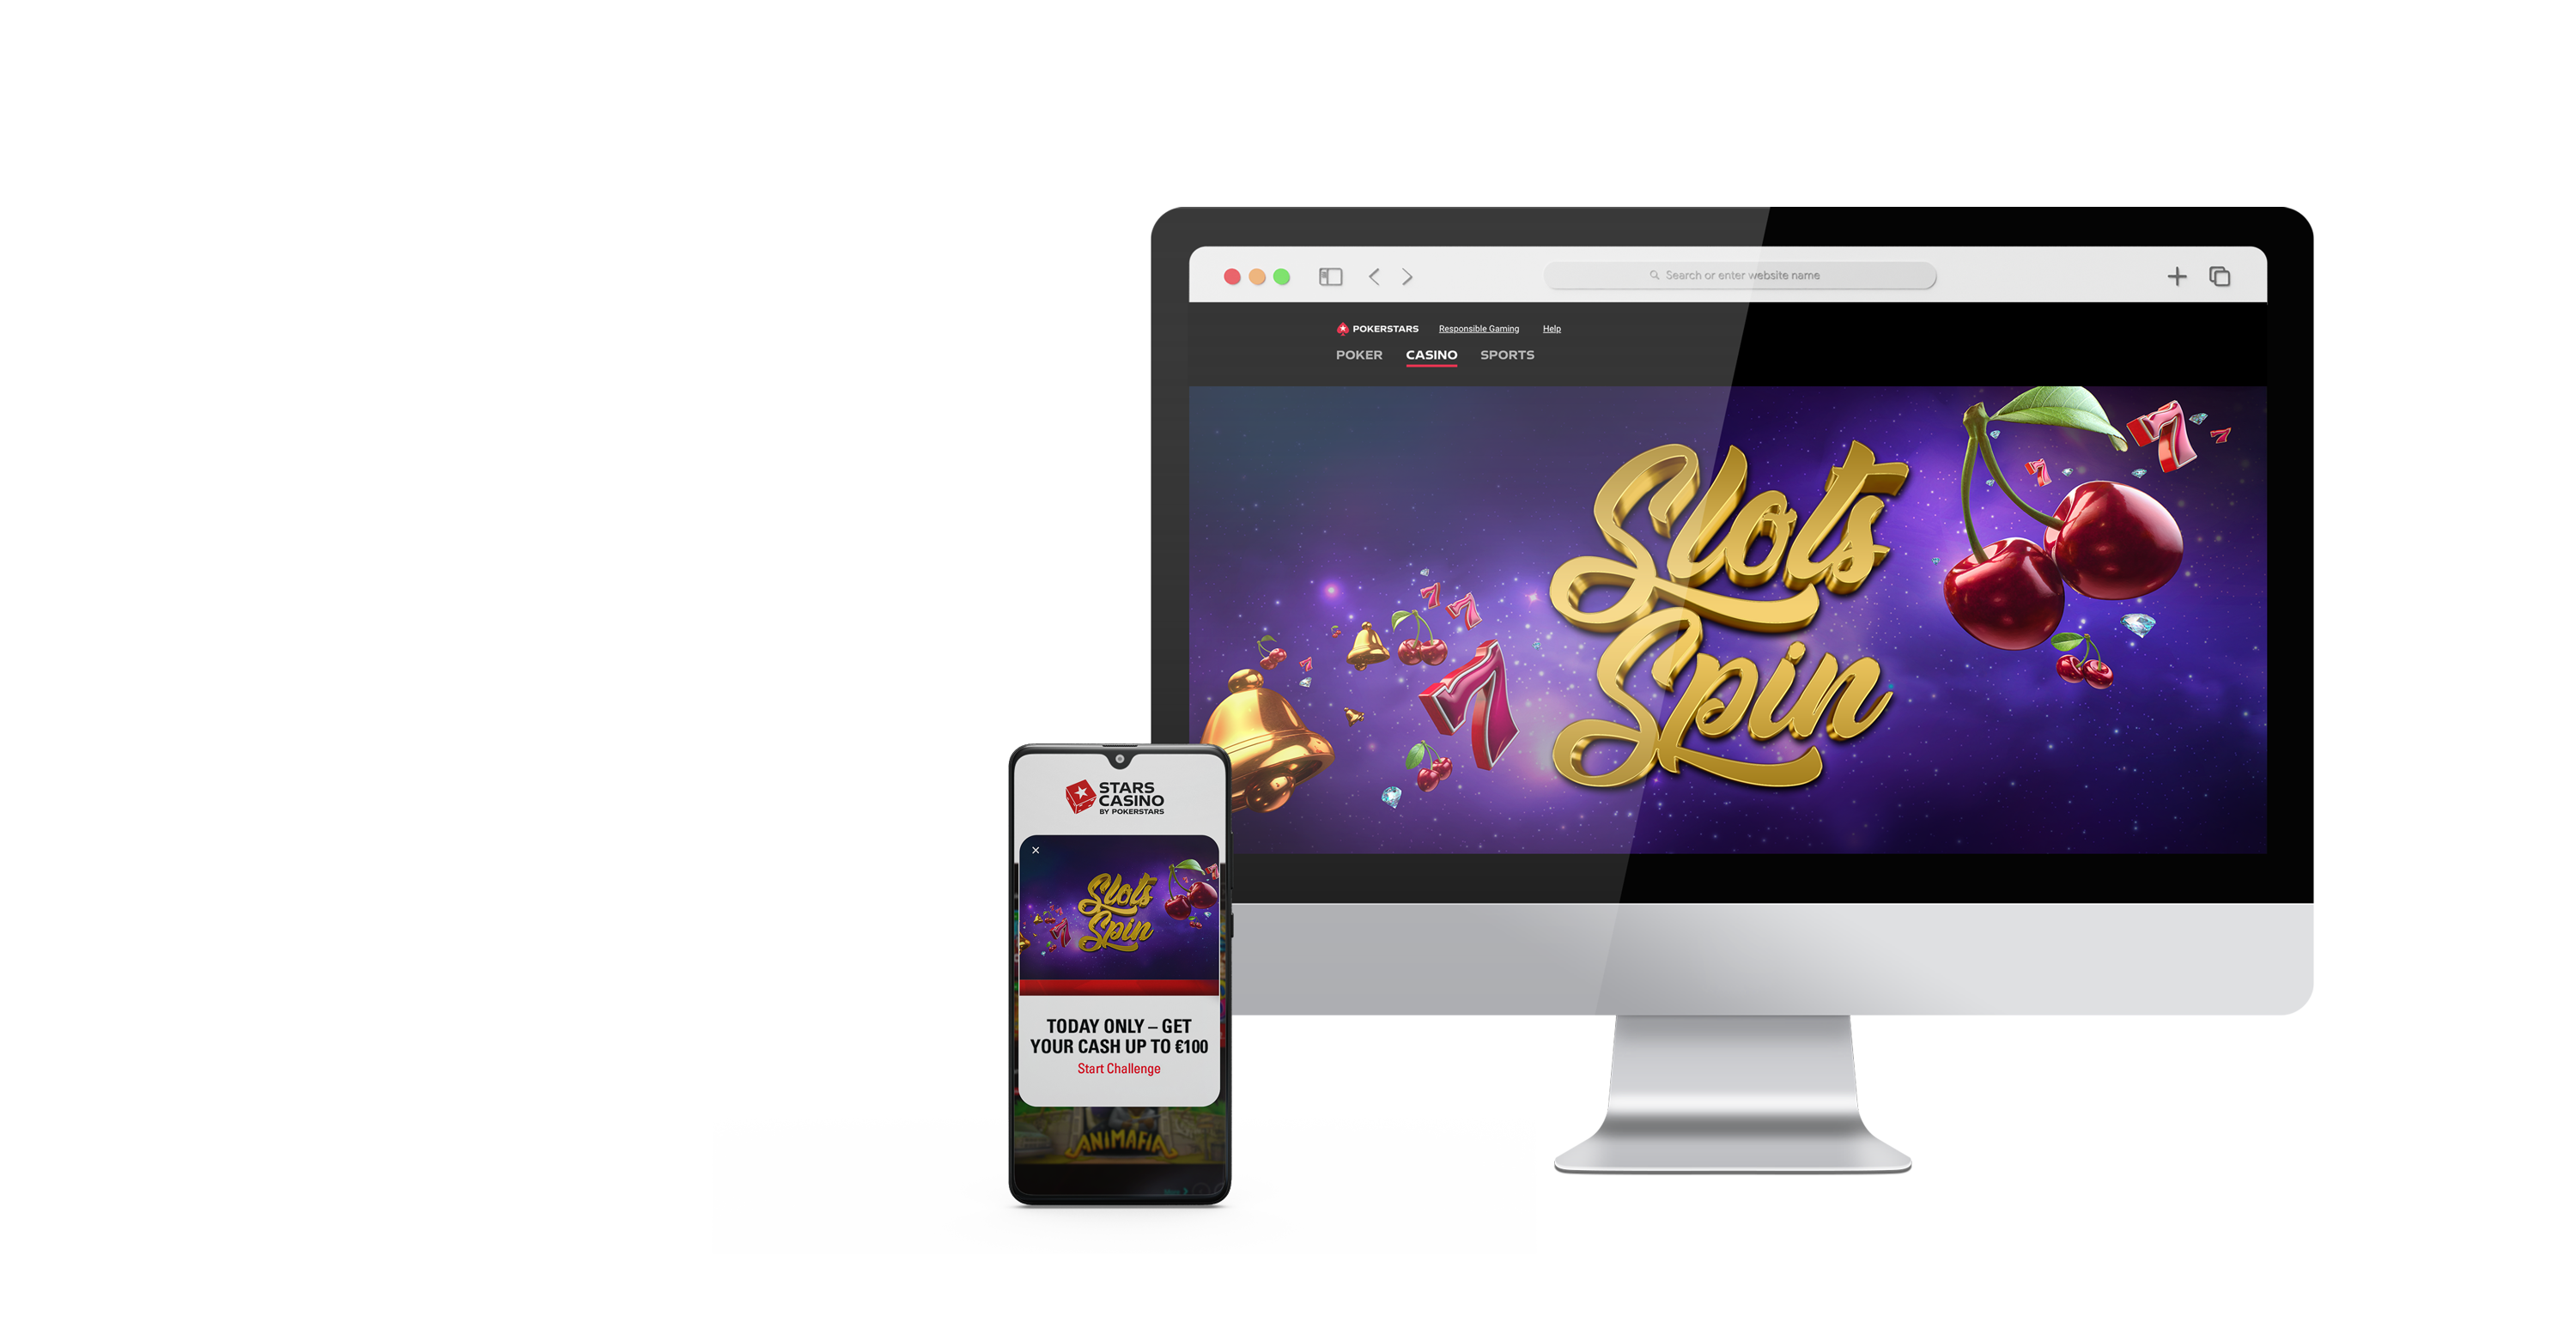 Search or enter website name
POKERSTARS Responsible Gaming Help
POKER CASINO SPORTS
Slots
Spin
STARS
CASINO
BY POKERSTARS
Slots
Spin
TODAY ONLY – GET
YOUR CASH UP TO €100
Start Challenge
ANIMAFIA